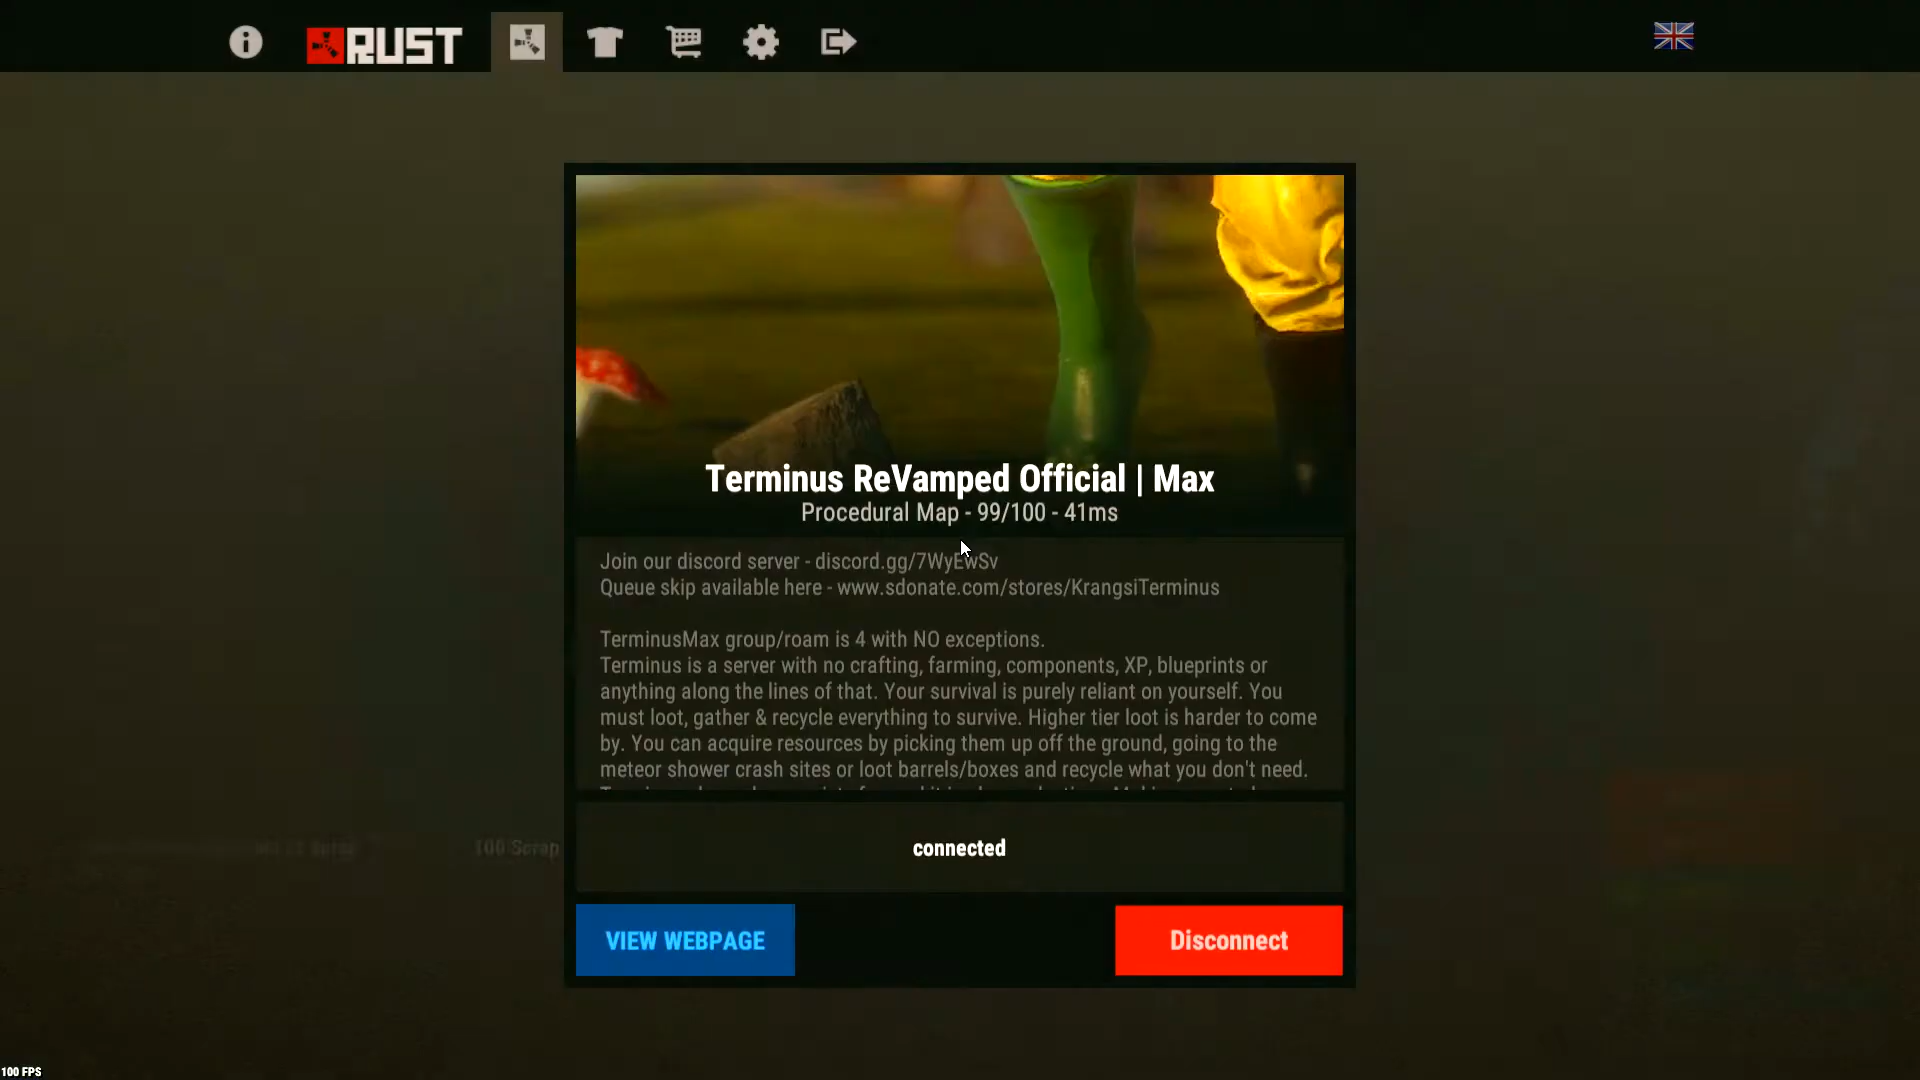 RUST
Terminus ReVamped Official | Max
Procedural Map - 99/100 - 41ms
Join our discord server - discord.gg/7WyEwSv
Queue skip available here - www.sdonate.com/stores/KrangsiTerminus
TerminusMax group/roam is 4 with NO exceptions.
Terminus is a server with no crafting, farming, components, XP, blueprints or
anything along the lines of that. Your survival is purely reliant on yourself. You
must loot, gather & recycle everything to survive. Higher tier loot is harder to come
by. You can acquire resources by picking them up off the ground, going to the
meteor shower crash sites or loot barrels/boxes and recycle what you don't need.
100 Scrap
connected
VIEW WEBPAGE
Disconnect
100 FPS